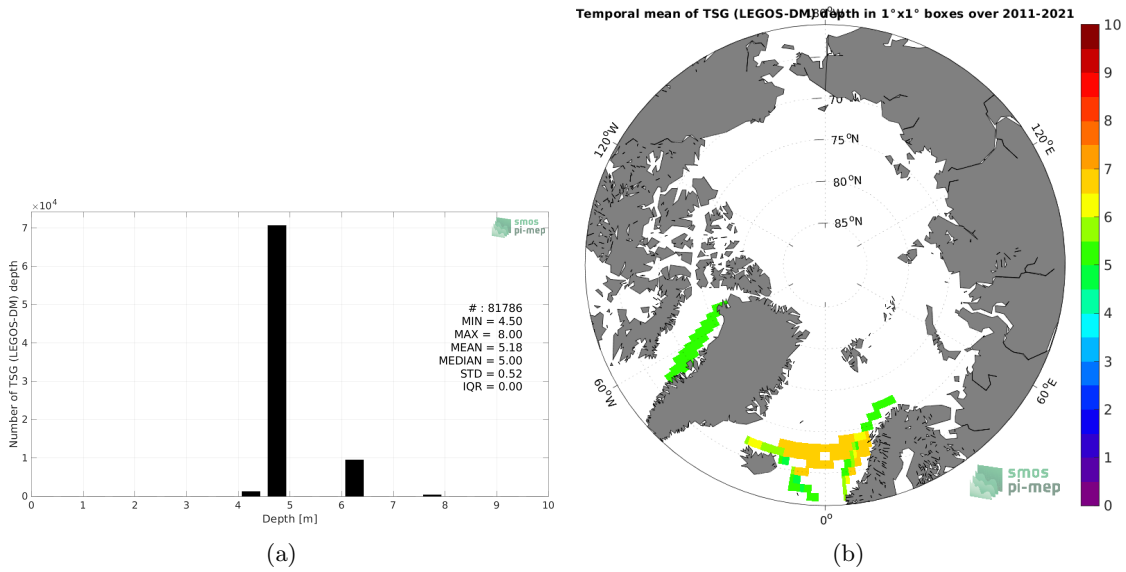 Temporal mean of TSG (LEGOS-DM) depth in 1°x1° boxes over 2011-2021
180°W
70°N
75°N
80°N
85°N
120°W
120°E
60°W
60°E
0°
smos
pi-mep
10
9
8
7
6
5
4
3
2
1
0
×10⁴
smos
pi-mep
Number of TSG (LEGOS-DM) depth
7
6
5
4
3
2
1
0
# : 81786
MIN = 4.50
MAX = 8.00
MEAN = 5.18
MEDIAN = 5.00
STD = 0.52
IQR = 0.00
0 1 2 3 4 5 6 7 8 9 10
Depth [m]
(a)
(b)